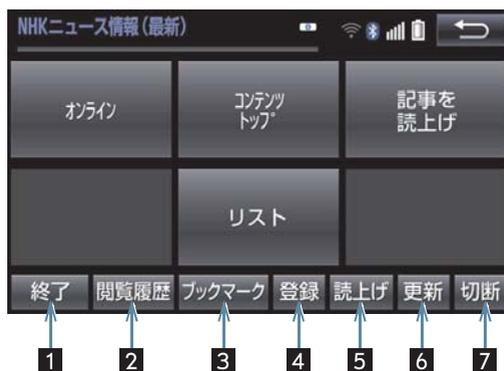 NHKニュース情報(最新)
オンライン
コンテンツ
トップ
記事を
読上げ
リスト
終了 閲覧履歴 ブックマーク 登録 読上げ 更新 切断
1 2 3 4 5 6 7